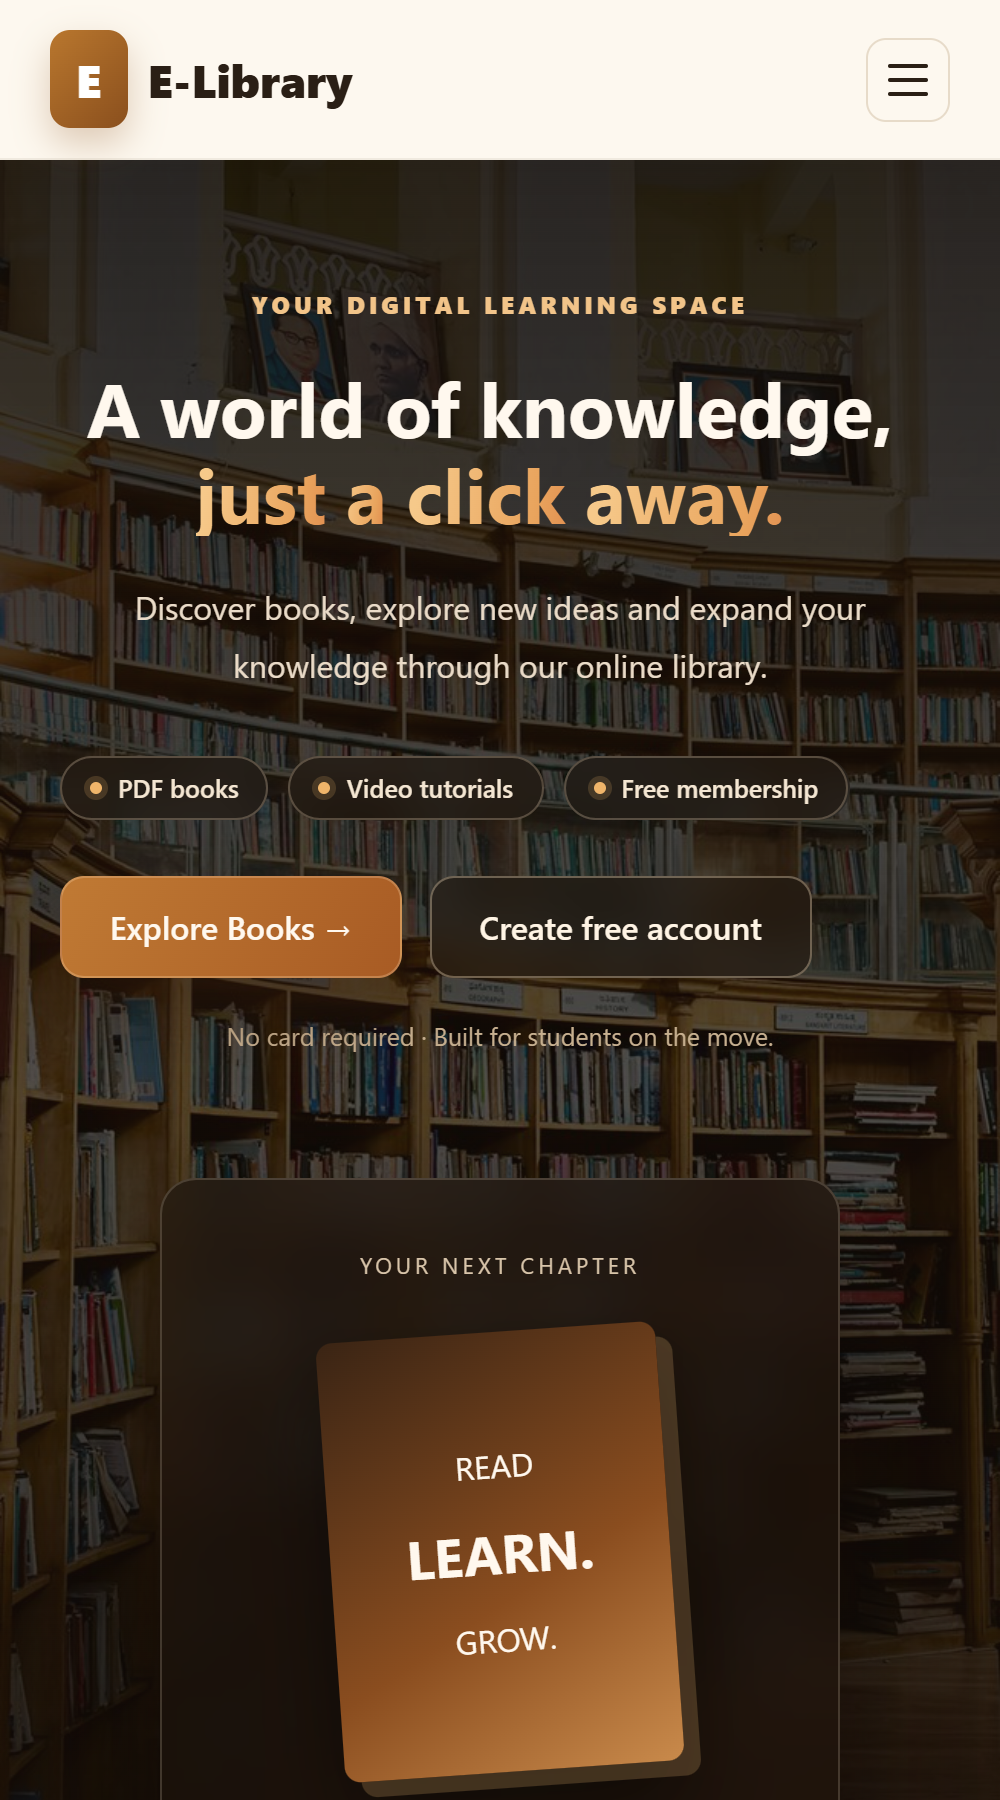 E
E-Library
YOUR DIGITAL LEARNING SPACE
A world of knowledge,
just a click away.
Discover books, explore new ideas and expand your
knowledge through our online library.
PDF books
Video tutorials
Free membership
Explore Books →
Create free account
GEOGRAPHY
HISTORY
No card required · Built for students on the move.
YOUR NEXT CHAPTER
READ
LEARN.
GROW.